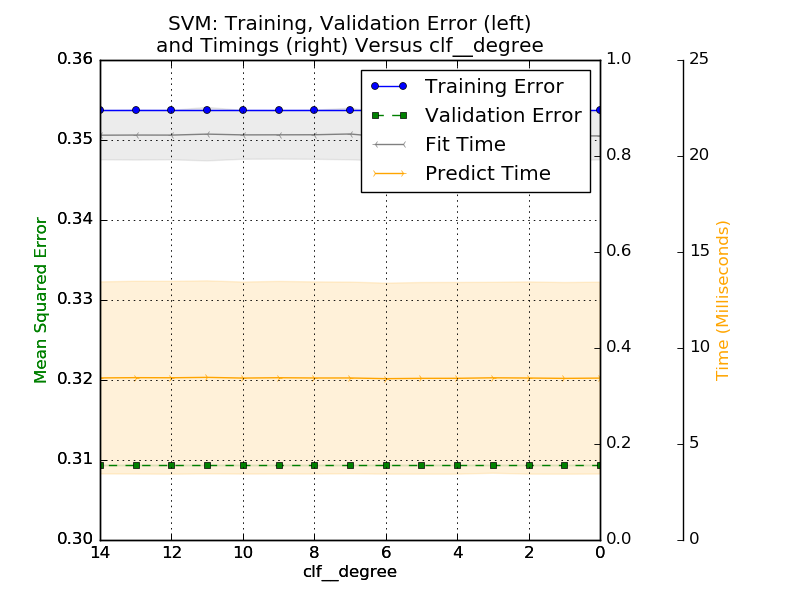 SVM: Training, Validation Error (left)
and Timings (right) Versus clf__degree
Training Error
Validation Error
Fit Time
Predict Time
Mean Squared Error
0.36
0.35
0.34
0.33
0.32
0.31
0.30
14 12 10 8 6 4 2 0
clf__degree
1.0
0.8
0.6
0.4
0.2
0.0
25
20
15
10
5
0
Time (Milliseconds)